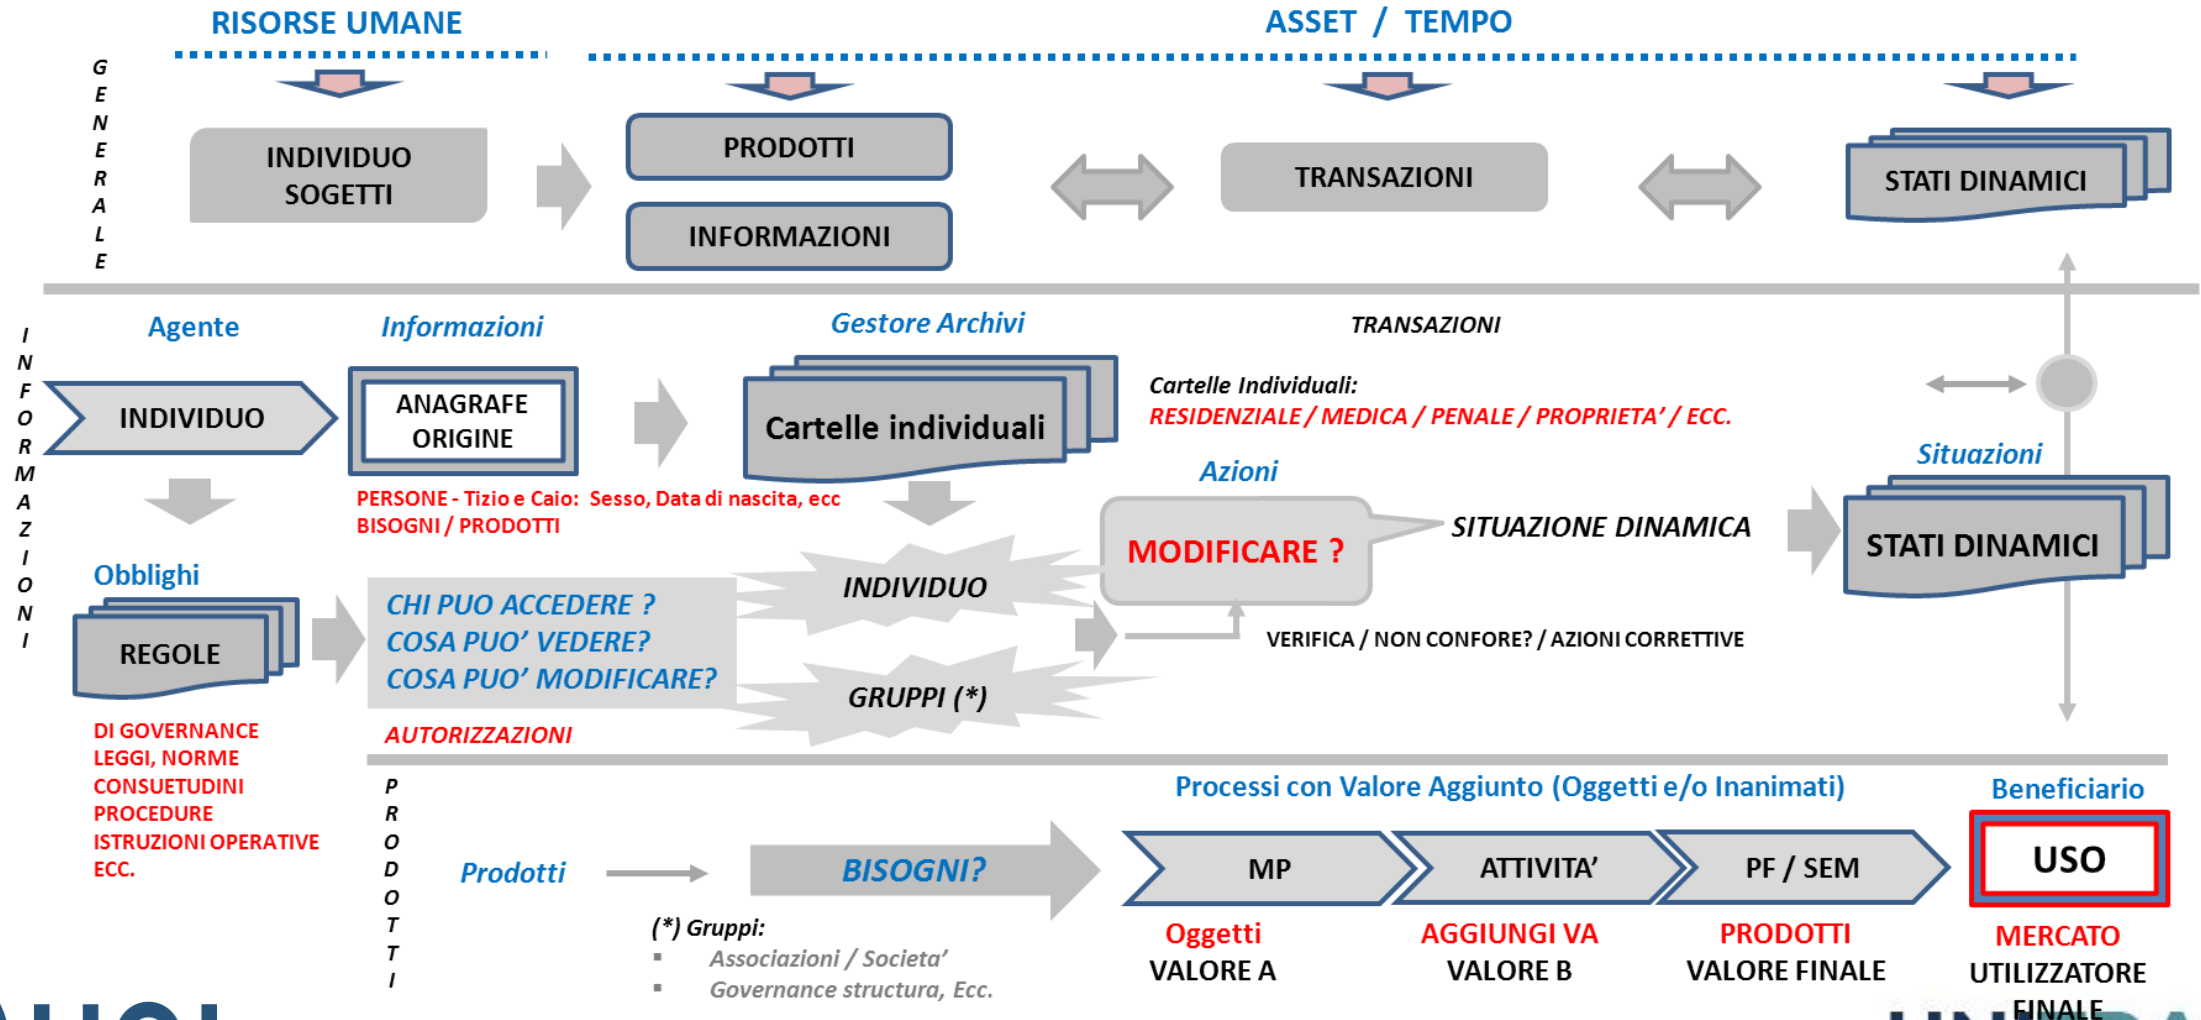 RISORSE UMANE
ASSET / TEMPO
GENERALE
INDIVIDUO
SOGETTI
PRODOTTI
INFORMAZIONI
TRANSAZIONI
STATI DINAMICI
INFORMAZIONI
Agente
Informazioni
Gestore Archivi
TRANSAZIONI
INDIVIDUO
ANAGRAFE
ORIGINE
Cartelle individuali
Cartelle Individuali:
RESIDENZIALE / MEDICA / PENALE / PROPRIETA’ / ECC.
PERSONE - Tizio e Caio: Sesso, Data di nascita, ecc
BISOGNI / PRODOTTI
Azioni
MODIFICARE ?
SITUAZIONE DINAMICA
Situazioni
STATI DINAMICI
Obblighi
REGOLE
CHI PUO ACCEDERE ?
COSA PUO’ VEDERE?
COSA PUO’ MODIFICARE?
INDIVIDUO
GRUPPI (*)
VERIFICA / NON CONFORE? / AZIONI CORRETTIVE
AUTORIZZAZIONI
DI GOVERNANCE
LEGGI, NORME
CONSUETUDINI
PROCEDURE
ISTRUZIONI OPERATIVE
ECC.
PRODOTTI
Prodotti
BISOGNI?
(*) Gruppi:
▪ Associazioni / Societa’
▪ Governance structura, Ecc.
Processi con Valore Aggiunto (Oggetti e/o Inanimati)
MP
ATTIVITA’
PF / SEM
Oggetti
VALORE A
AGGIUNGI VA
VALORE B
PRODOTTI
VALORE FINALE
Beneficiario
USO
MERCATO
UTILIZZATORE
FINALE